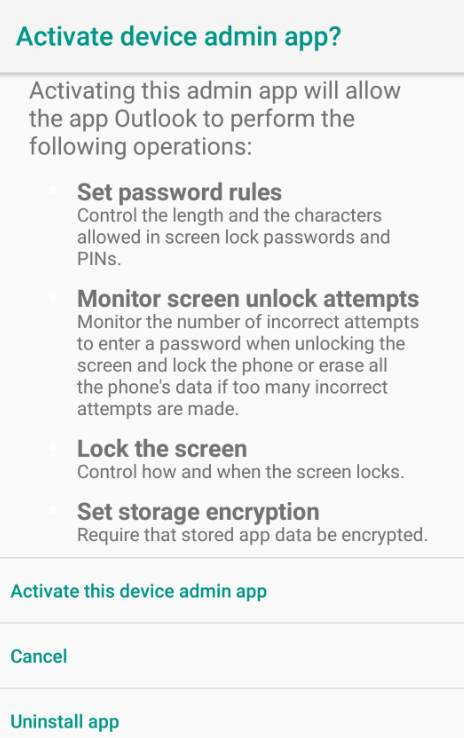 Activate device admin app?
Activating this admin app will allow
the app Outlook to perform the
following operations:
Set password rules
Control the length and the characters
allowed in screen lock passwords and
PINs.
Monitor screen unlock attempts
Monitor the number of incorrect attempts
to enter a password when unlocking the
screen and lock the phone or erase all
the phone's data if too many incorrect
attempts are made.
Lock the screen
Control how and when the screen locks.
Set storage encryption
Require that stored app data be encrypted.
Activate this device admin app
Cancel
Uninstall app